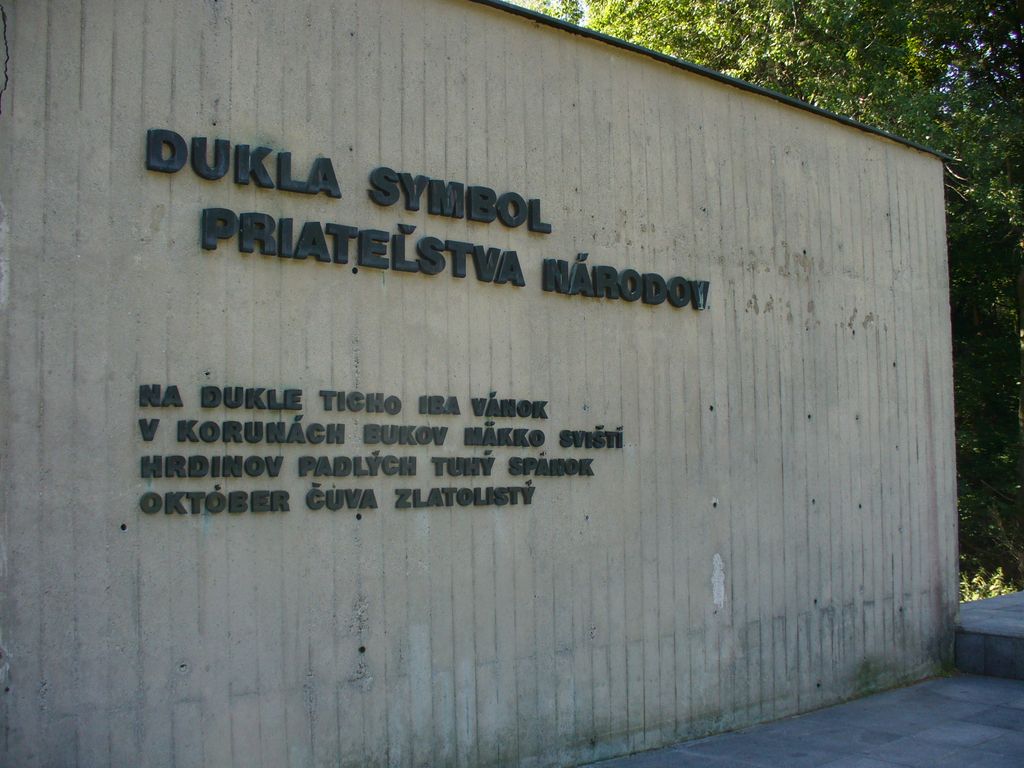 DUKLA SYMBOL
PRIATEĽSTVA NÁRODOV
NA DUKLE TICHO IBA VÁNOK
V KORUNÁCH BUKOV MÄKKO SVIŠTÍ
HRDINOV PADLÝCH TUHÝ SPÁNOK
OKTÓBER ČUVA ZLATOLISTÝ